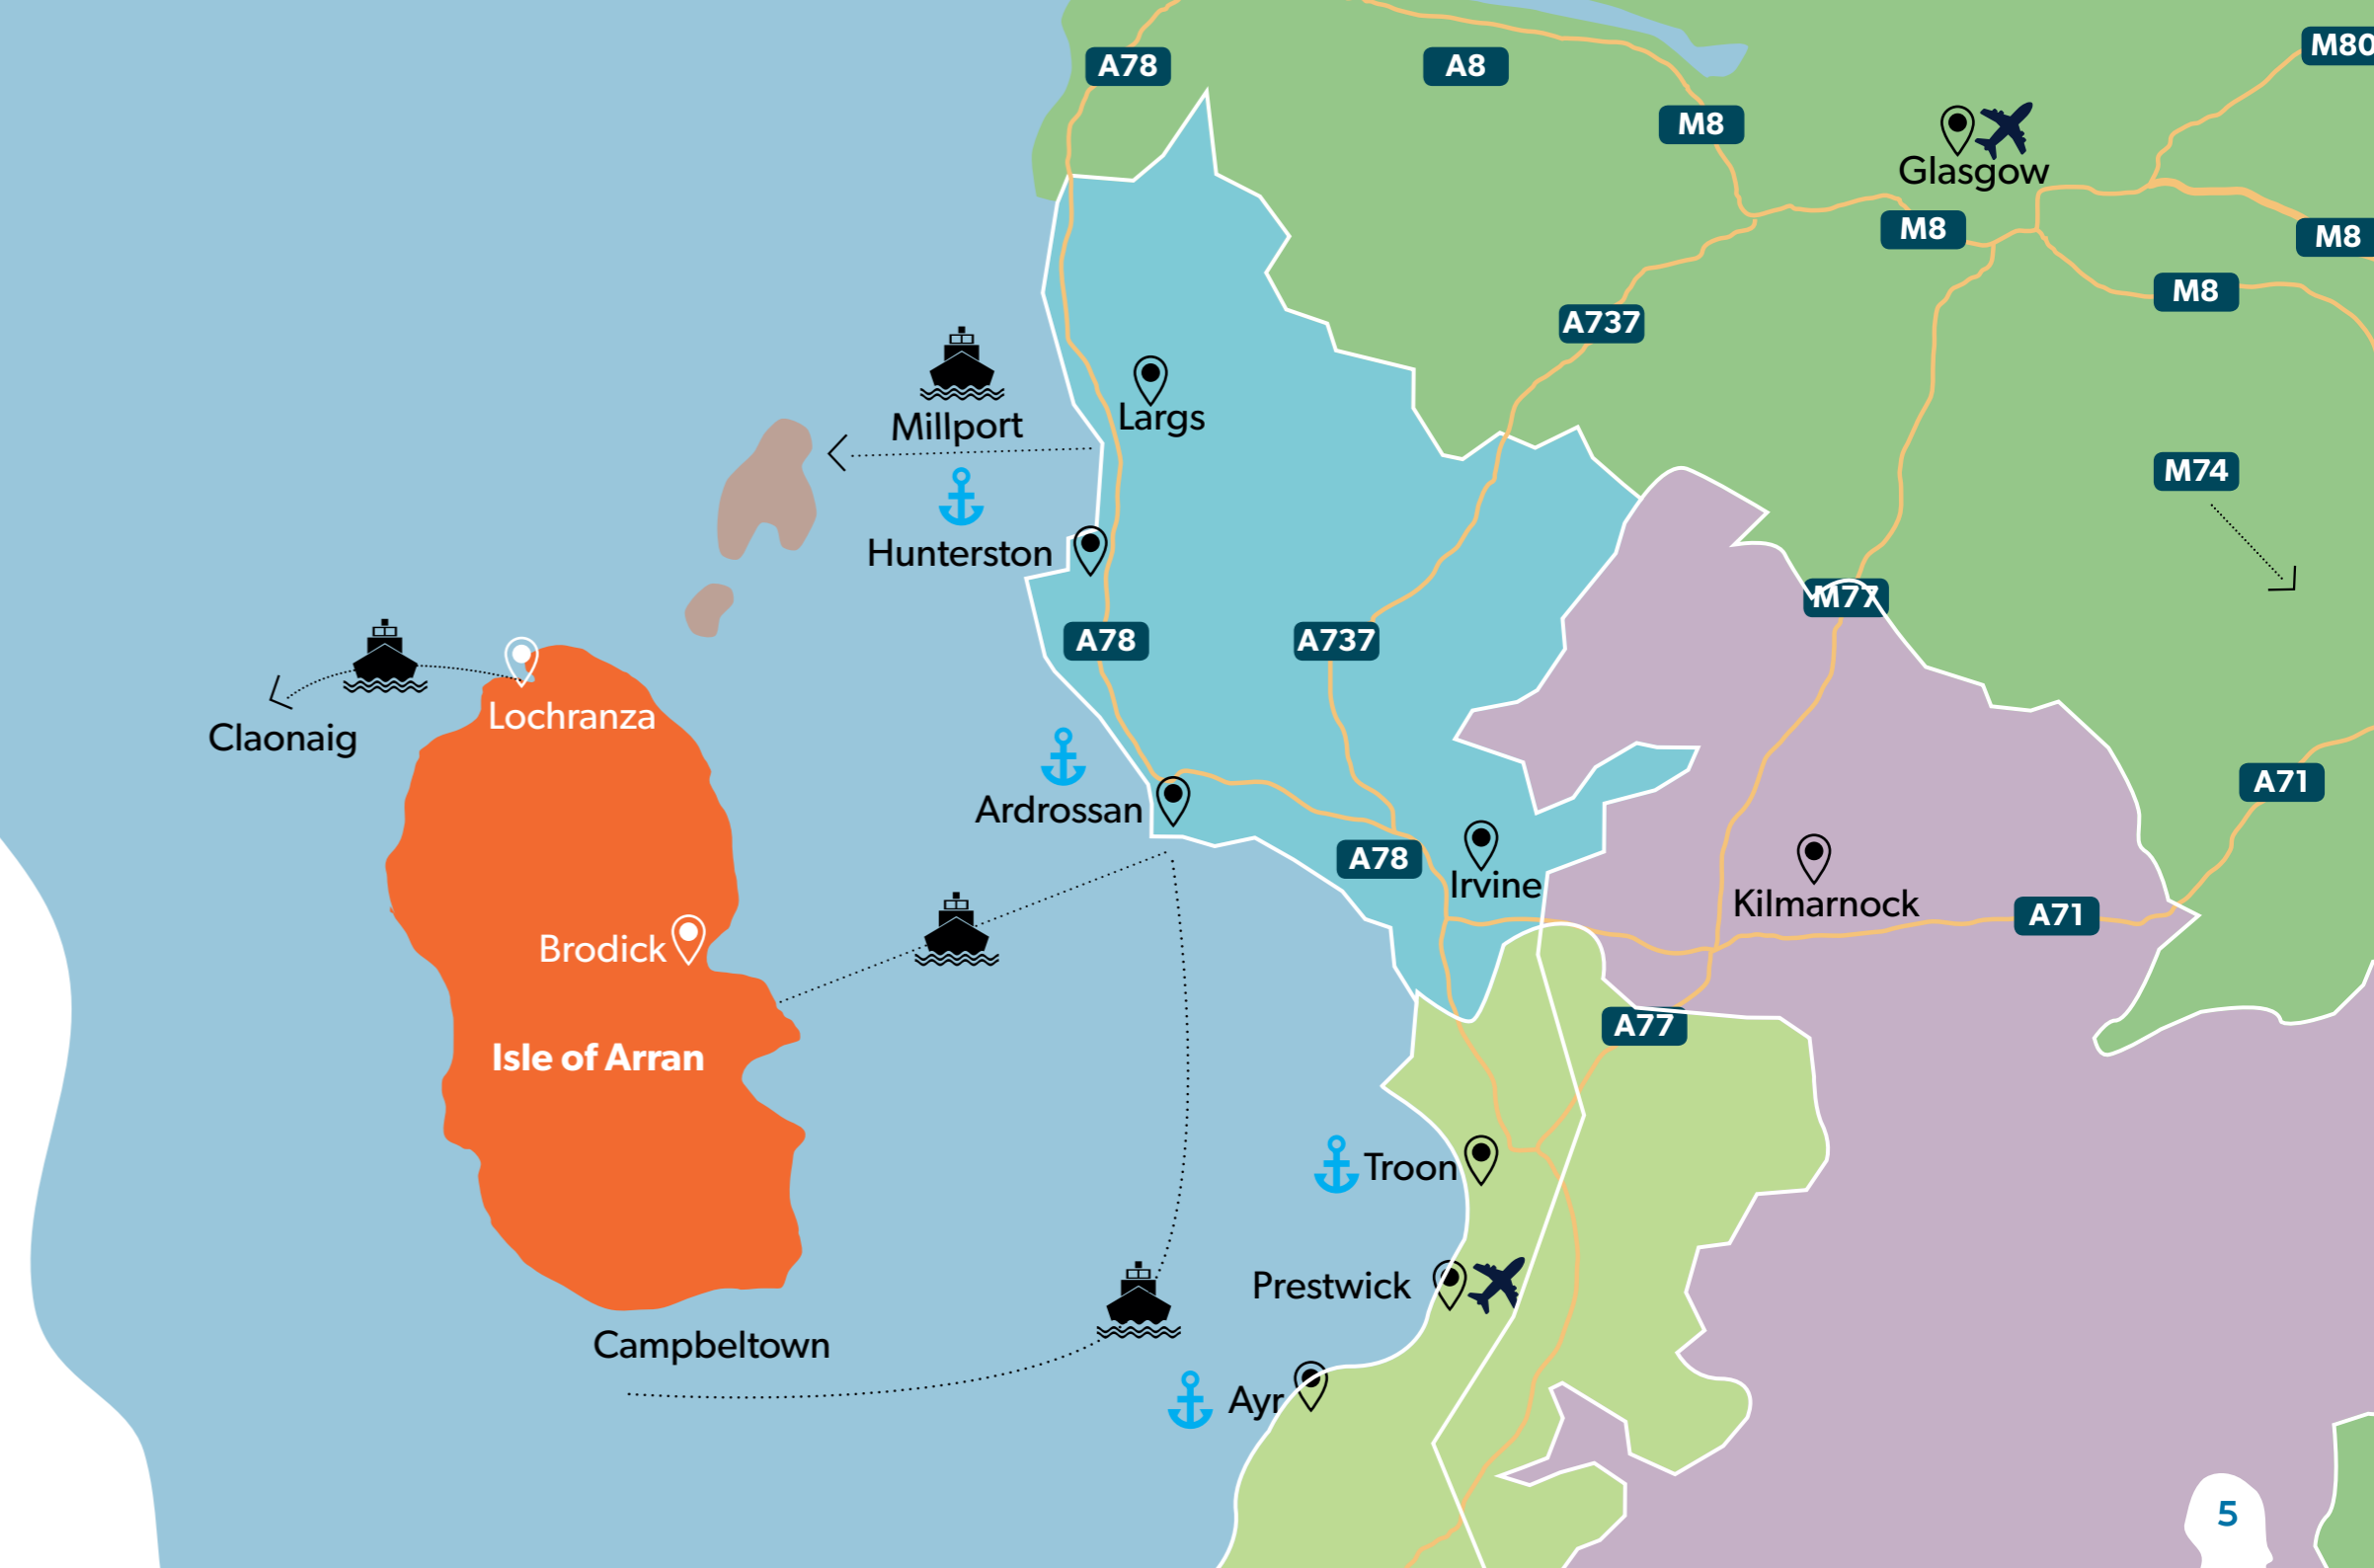 M80
A78
A8
M8
Glasgow
M8
M8
M8
A737
Millport
Largs
M74
Hunterston
M77
A78
A737
Lochranza
Claonaig
A71
Ardrossan
A78
Irvine
Kilmarnock
A71
Brodick
A77
Isle of Arran
Troon
Prestwick
Campbeltown
Ayr
5